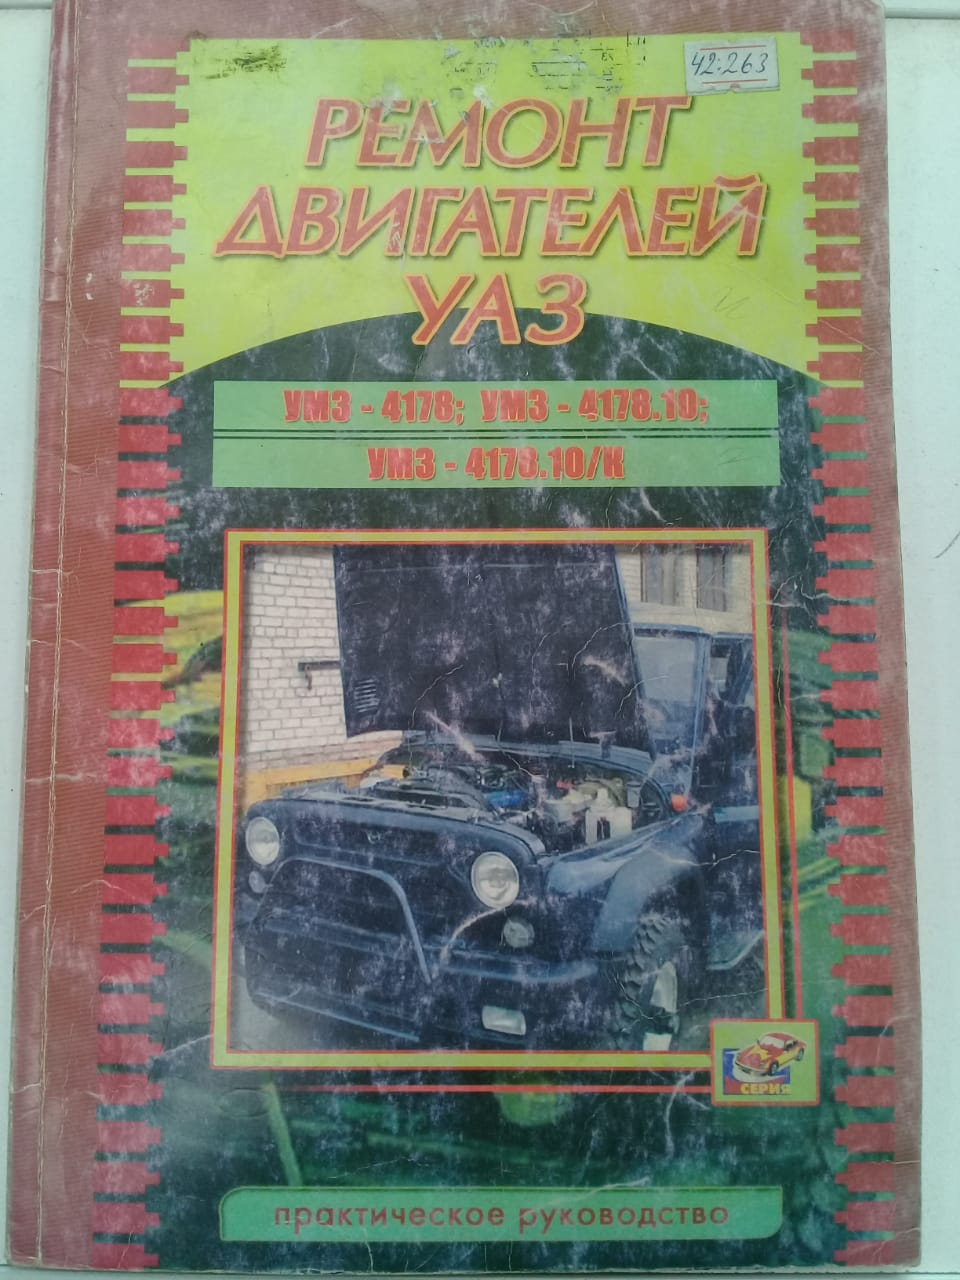 42-263
РЕМОНТ
ДВИГАТЕЛЕЙ
УАЗ
УМЗ - 4178; УМЗ - 4178.10;
УМЗ - 4178.10/К
СЕРИЯ
практическое руководство